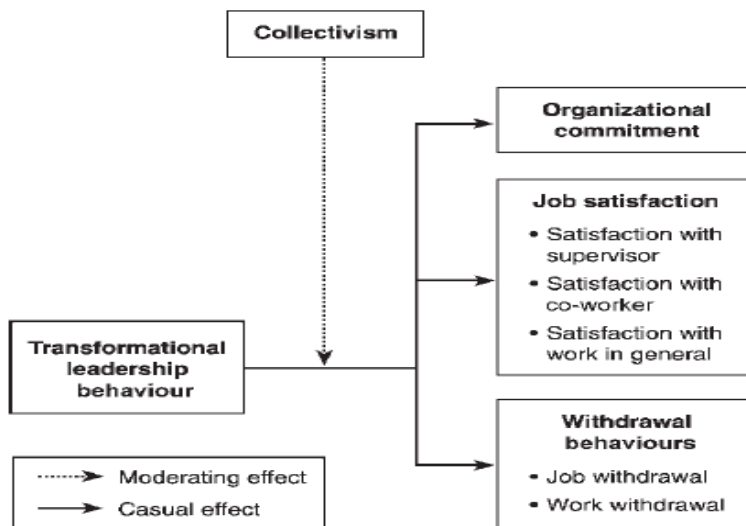 Collectivism
Organizational
commitment
Job satisfaction
• Satisfaction with
supervisor
• Satisfaction with
co-worker
• Satisfaction with
work in general
Transformational
leadership
behaviour
Withdrawal
behaviours
• Job withdrawal
• Work withdrawal
Moderating effect
Casual effect